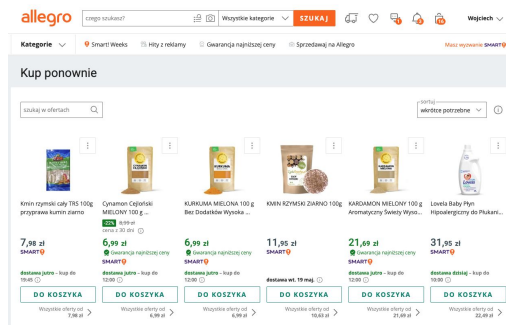 allegro
czego szukasz?
Wszystkie kategorie
SZUKAJ
Wojciech
Kategorie
Smart! Weeks
Hity z reklamy
Gwarancja najniższej ceny
Sprzedawaj na Allegro
Masz wyzwanie SMART
Kup ponownie
szukaj w ofertach
sortuj
wkrótce potrzebne
Kmin rzymski cały TRS 100g
przyprawa kumin ziarno
7,98 zł
SMART
dostawa jutro – kup do
19:45
DO KOSZYKA
Wszystkie oferty od
7,98 zł
Cynamon Cejloński
MIELONY 100 g ...
-22% 8,99 zł
cena z 30 dni
6,99 zł
Gwarancja najniższej ceny
SMART
dostawa jutro – kup do
12:00
DO KOSZYKA
Wszystkie oferty od
6,99 zł
KURKUMA MIELONA 100 g
Bez Dodatków Wysoka ...
6,99 zł
Gwarancja najniższej ceny
SMART
dostawa jutro – kup do
12:00
DO KOSZYKA
Wszystkie oferty od
6,99 zł
KMIN RZYMSKI ZIARNO 100g
11,95 zł
SMART
dostawa wt. 19 maj.
DO KOSZYKA
Wszystkie oferty od
10,63 zł
KARDAMON MIELONY 100 g
Aromatyczny Świeży Wyso...
21,69 zł
Gwarancja najniższej ceny
SMART
dostawa jutro – kup do
12:00
DO KOSZYKA
Wszystkie oferty od
21,69 zł
Lovela Baby Płyn
Hipoalergiczny do Płukani...
31,95 zł
SMART
dostawa dzisiaj – kup do
10:00
DO KOSZYKA
Wszystkie oferty od
22,49 zł